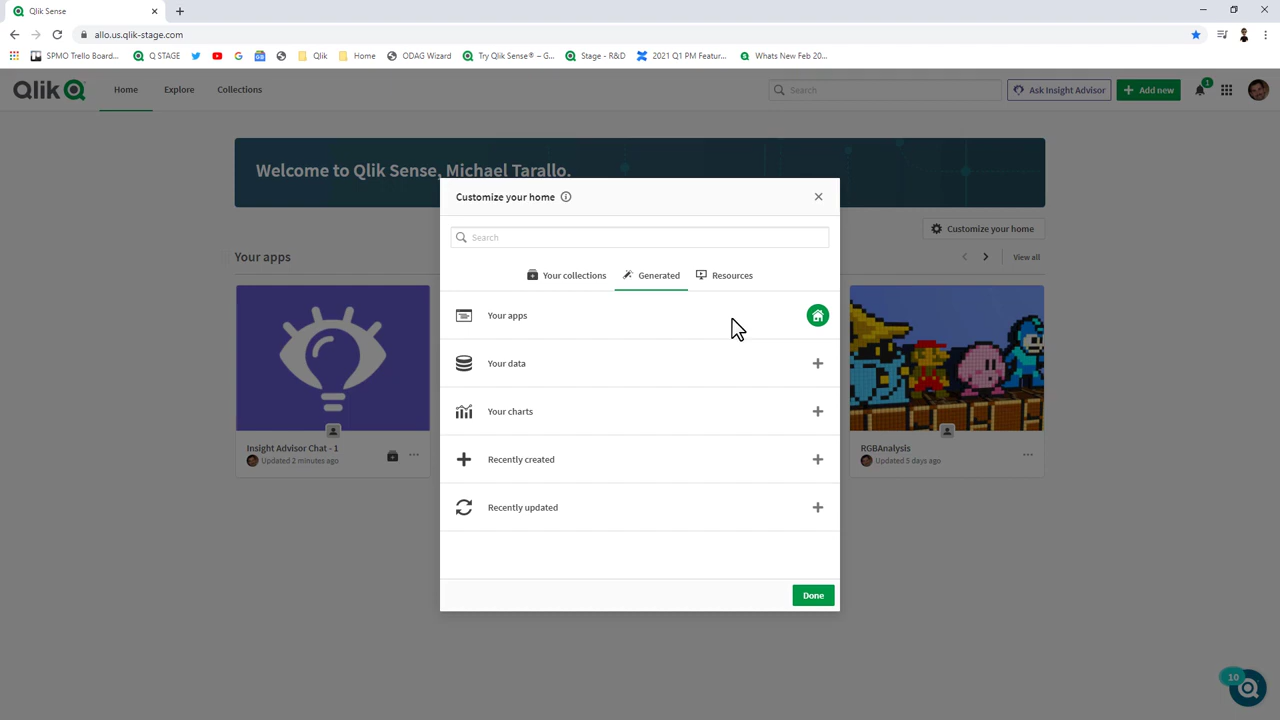 Qlik Sense
allo.us.qlik-stage.com
SPMO Trello Board... Q STAGE Qlik Home ODAG Wizard Try Qlik Sense® – G... Stage - R&D 2021 Q1 PM Featur... Whats New Feb 20...
Qlik Home Explore Collections Search Ask Insight Advisor Add new 1
Welcome to Qlik Sense, Michael Tarallo.
Customize your home
Customize your home
Your apps
View all
Search
Your collections Generated Resources
Your apps
Your data
Your charts
Recently created
Recently updated
Done
Insight Advisor Chat - 1
Updated 2 minutes ago
RGBAnalysis
Updated 5 days ago
10